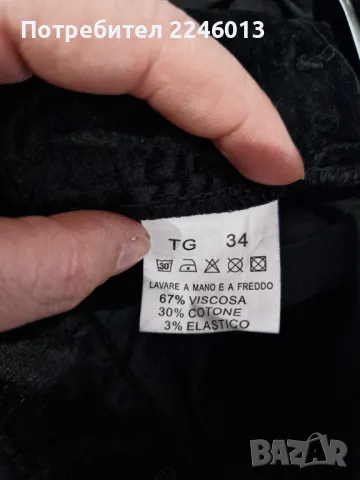 Потребител 2246013
TG 34
30
LAVARE A MANO E A FREDDO
67% VISCOSA
30% COTONE
3% ELASTICO
BAZAR